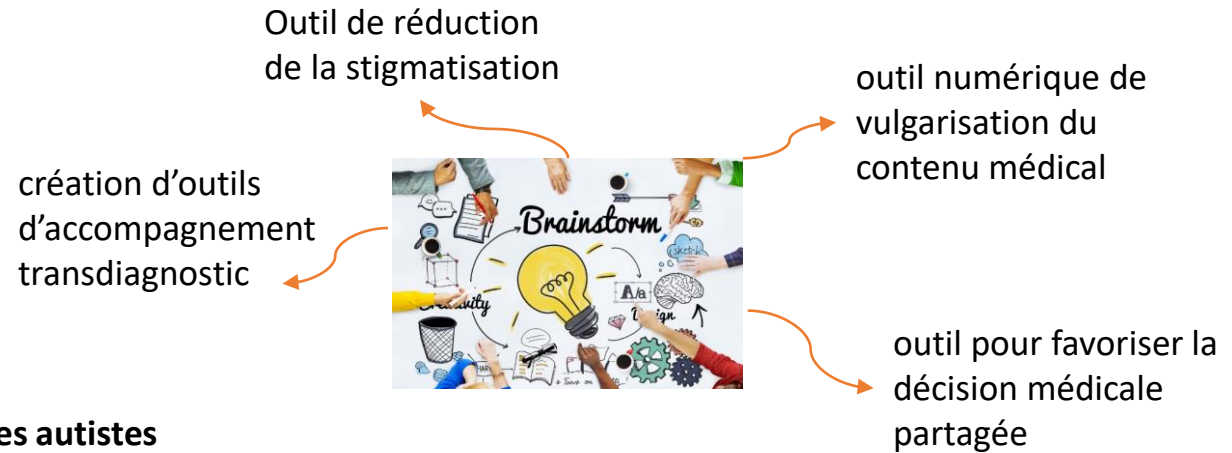 Outil de réduction
de la stigmatisation
outil numérique de
vulgarisation du
contenu médical
création d'outils
d'accompagnement
transdiagnostic
Brainstorm
sketch
A/a
outil pour favoriser la
décision médicale
partagée
es autistes